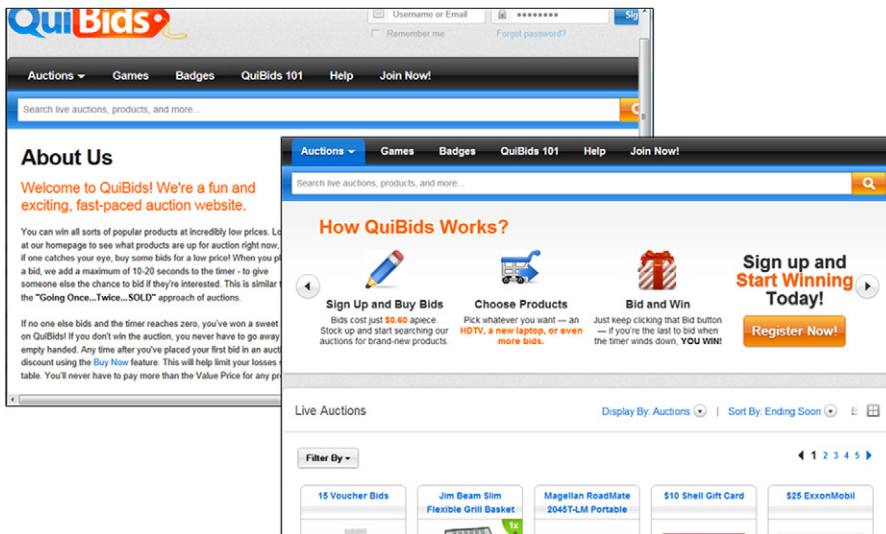 QuiBids
Username or Email
Remember me
Forgot password?
Auctions
Games
Badges
QuiBids 101
Help
Join Now!
Search live auctions, products, and more...
About Us
Welcome to QuiBids! We're a fun and
exciting, fast-paced auction website.
You can win all sorts of popular products at incredibly low prices.
at our homepage to see what products are up for auction right now,
if one catches your eye, buy some bids for a low price! When you
a bid, we add a maximum of 10-20 seconds to the timer - to give
someone else the chance to bid if they're interested. This is similar
the "Going Once...Twice...SOLD" approach of auctions.
If no one else bids and the timer reaches zero, you've won a sweet
on QuiBids! If you don't win the auction, you never have to go away
empty handed. Any time after you've placed your first bid in an
discount using the Buy Now feature. This will help limit your losses
table. You'll never have to pay more than the Value Price for any
Auctions
Games
Badges
QuiBids 101
Help
Join Now!
Search live auctions, products, and more...
How QuiBids Works?
Sign Up and Buy Bids
Bids cost just $0.60 apiece.
Stock up and start searching our
auctions for brand-new products.
Choose Products
Pick whatever you want — an
HDTV, a new laptop, or even
more bids.
Bid and Win
Just keep clicking that Bid button
— if you're the last to bid when
the timer winds down, YOU WIN!
Sign up and
Start Winning
Today!
Register Now!
Live Auctions
Display By: Auctions
|
Sort By: Ending Soon
Filter By
1 2 3 4 5
15 Voucher Bids
Jim Beam Slim
Flexible Grill Basket
1x
Magellan RoadMate
2045T-LM Portable
$10 Shell Gift Card
$25 ExxonMobil